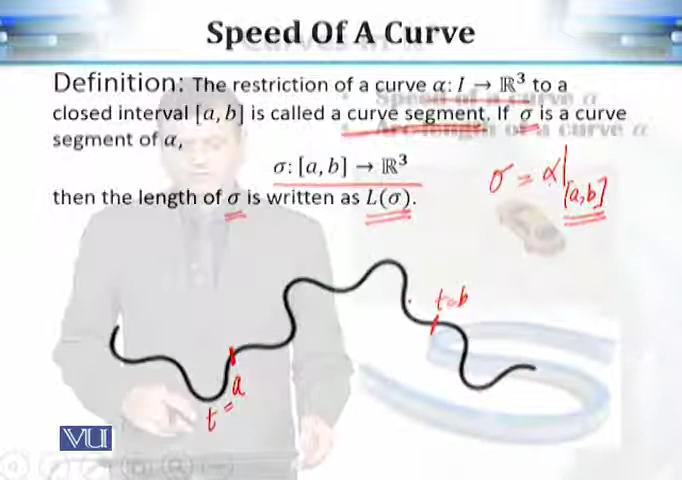 Speed Of A Curve
Definition: The restriction of a curve α: I → ℝ³ to a
closed interval [a, b] is called a curve segment. If σ is a curve
segment of α,
σ: [a, b] → ℝ³
σ = α|[a,b]
then the length of σ is written as L(σ).
t=b
t = a
VU